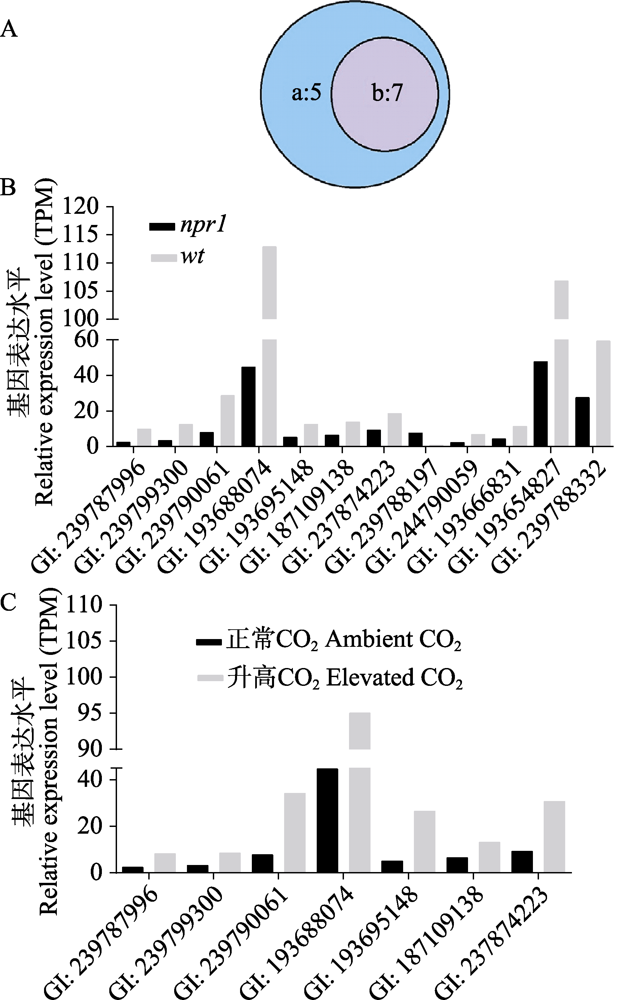 A
a:5
b:7
B
基因表达水平
Relative expression level (TPM)
120
115
110
105
100
60
40
20
0
npr1
wt
GI: 239787996
GI: 239799300
GI: 239790061
GI: 193688074
GI: 193695148
GI: 187109138
GI: 237874223
GI: 239788197
GI: 244790059
GI: 193666831
GI: 193654827
GI: 239788332
C
基因表达水平
Relative expression level (TPM)
110
105
100
95
90
40
20
0
正常CO₂ Ambient CO₂
升高CO₂ Elevated CO₂
GI: 239787996
GI: 239799300
GI: 239790061
GI: 193688074
GI: 193695148
GI: 187109138
GI: 237874223